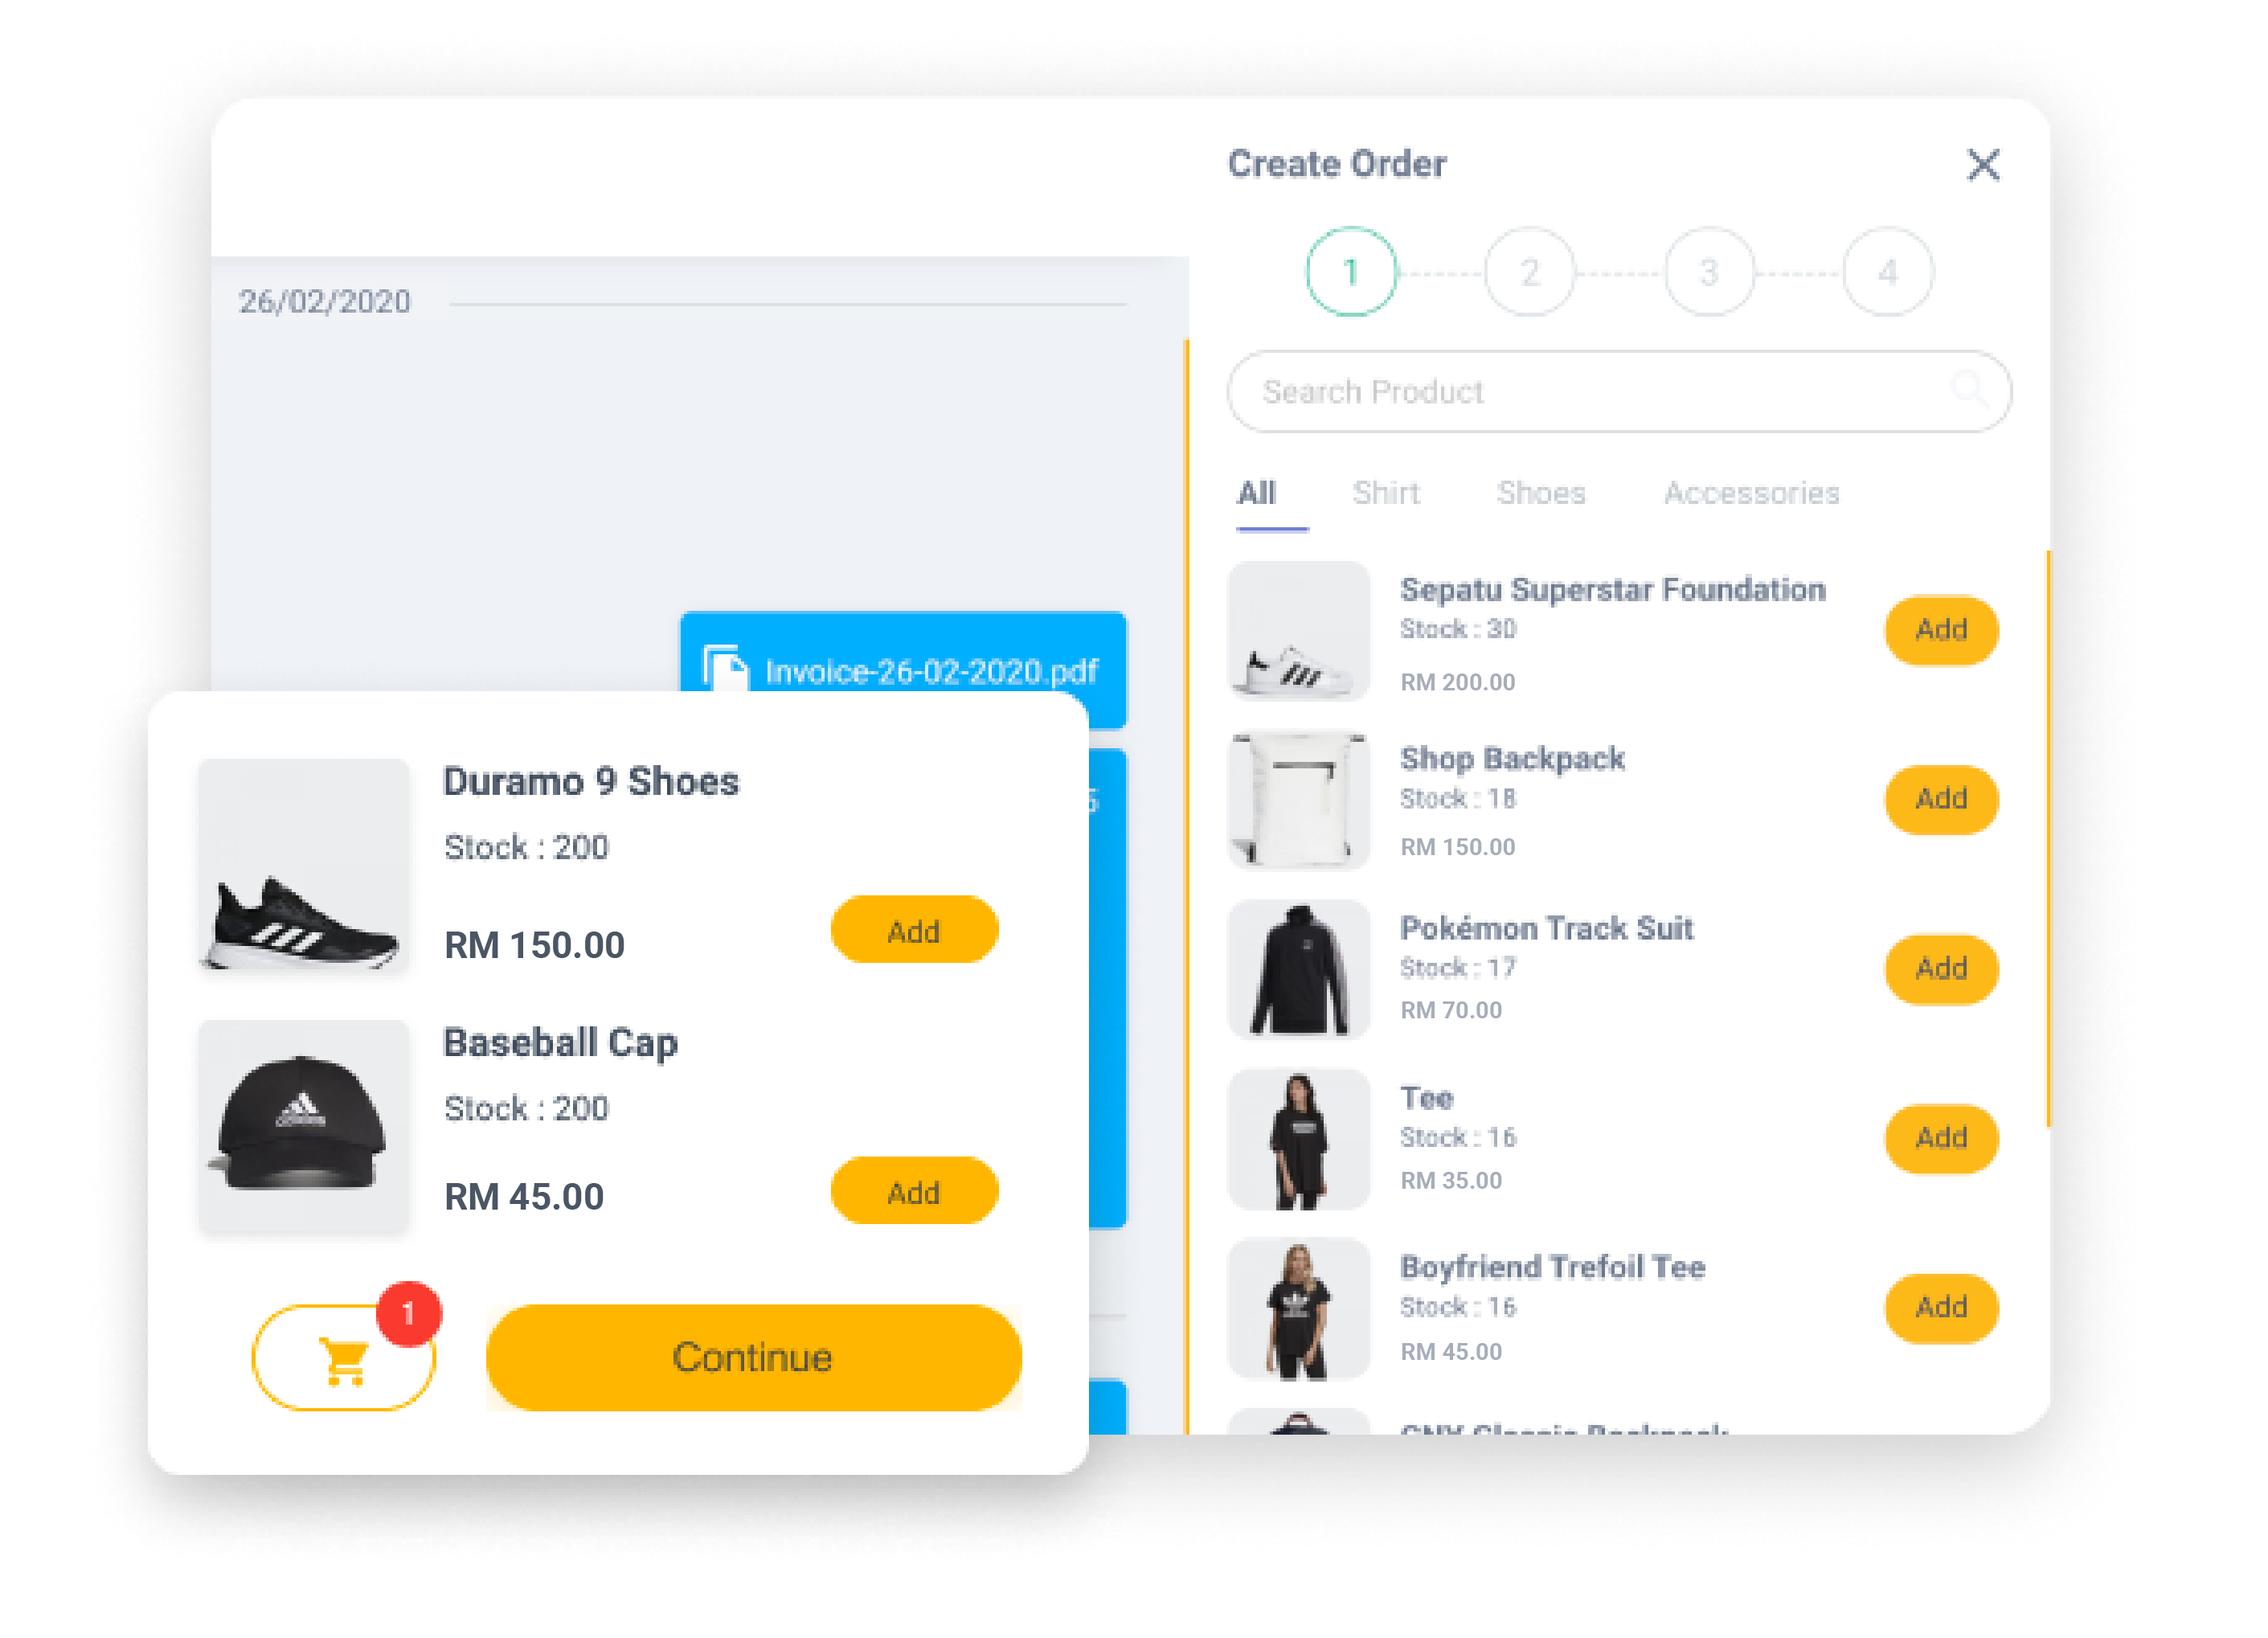 Create Order
1
2
3
4
26/02/2020
Search Product
All
Shirt
Shoes
Accessories
Invoice-26-02-2020.pdf
Sepatu Superstar Foundation
Stock : 30
RM 200.00
Add
Shop Backpack
Stock : 18
RM 150.00
Add
Pokémon Track Suit
Stock : 17
RM 70.00
Add
Tee
Stock : 16
RM 35.00
Add
Boyfriend Trefoil Tee
Stock : 16
RM 45.00
Add
Duramo 9 Shoes
Stock : 200
RM 150.00
Add
Baseball Cap
adidas
Stock : 200
RM 45.00
Add
1
Continue